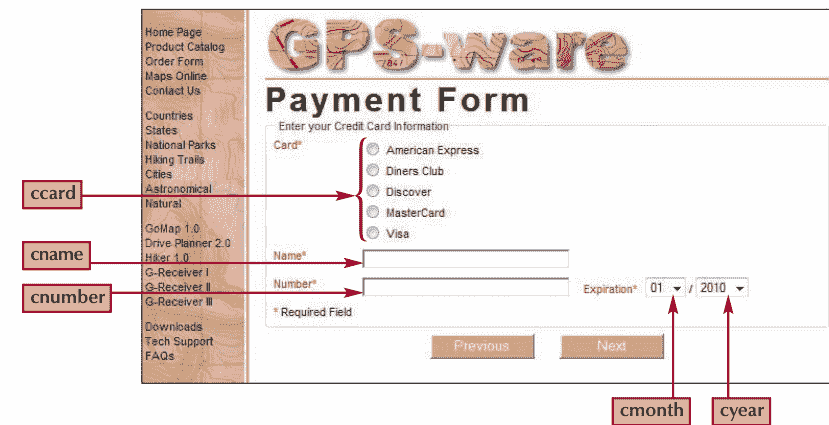 GPS-ware
Home Page
Product Catalog
Order Form
Maps Online
Contact Us
Countries
States
National Parks
Hiking Trails
Cities
Astronomical
Natural
GoMap 1.0
Drive Planner 2.0
Hiker 1.0
G-Receiver I
G-Receiver II
G-Receiver III
Downloads
Tech Support
FAQs
Payment Form
Enter your Credit Card Information
Card*
American Express
Diners Club
Discover
MasterCard
Visa
Name*
Number*
Expiration* 01 / 2010
* Required Field
Previous Next
ccard
cname
cnumber
cmonth cyear